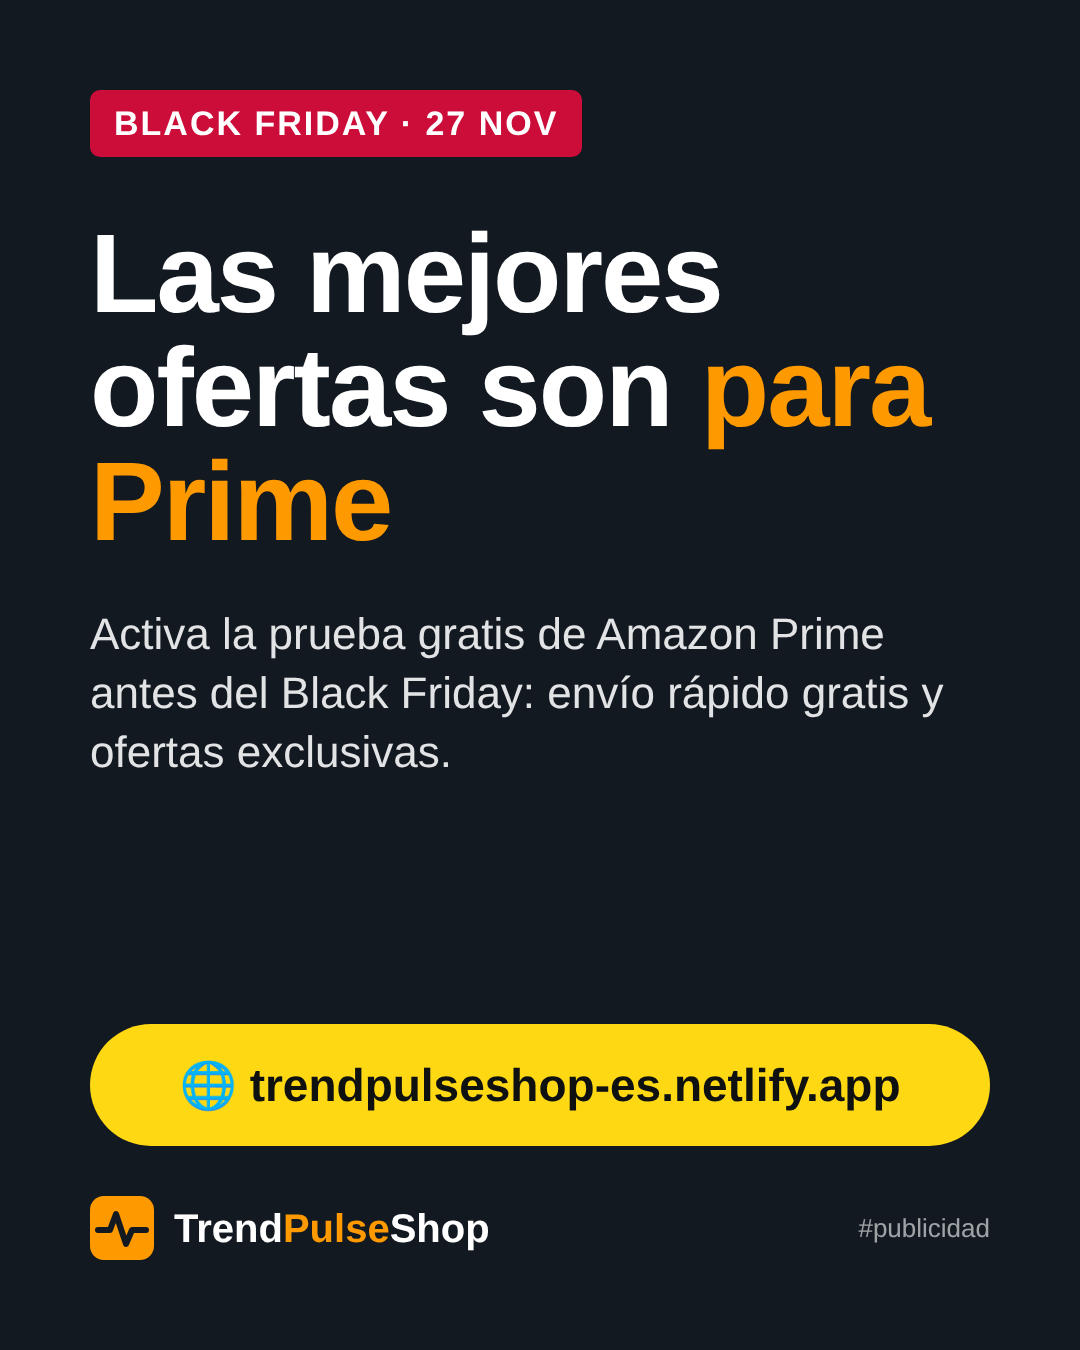 BLACK FRIDAY · 27 NOV
Las mejores
ofertas son para
Prime
Activa la prueba gratis de Amazon Prime
antes del Black Friday: envío rápido gratis y
ofertas exclusivas.
🌐 trendpulseshop-es.netlify.app
TrendPulseShop
#publicidad